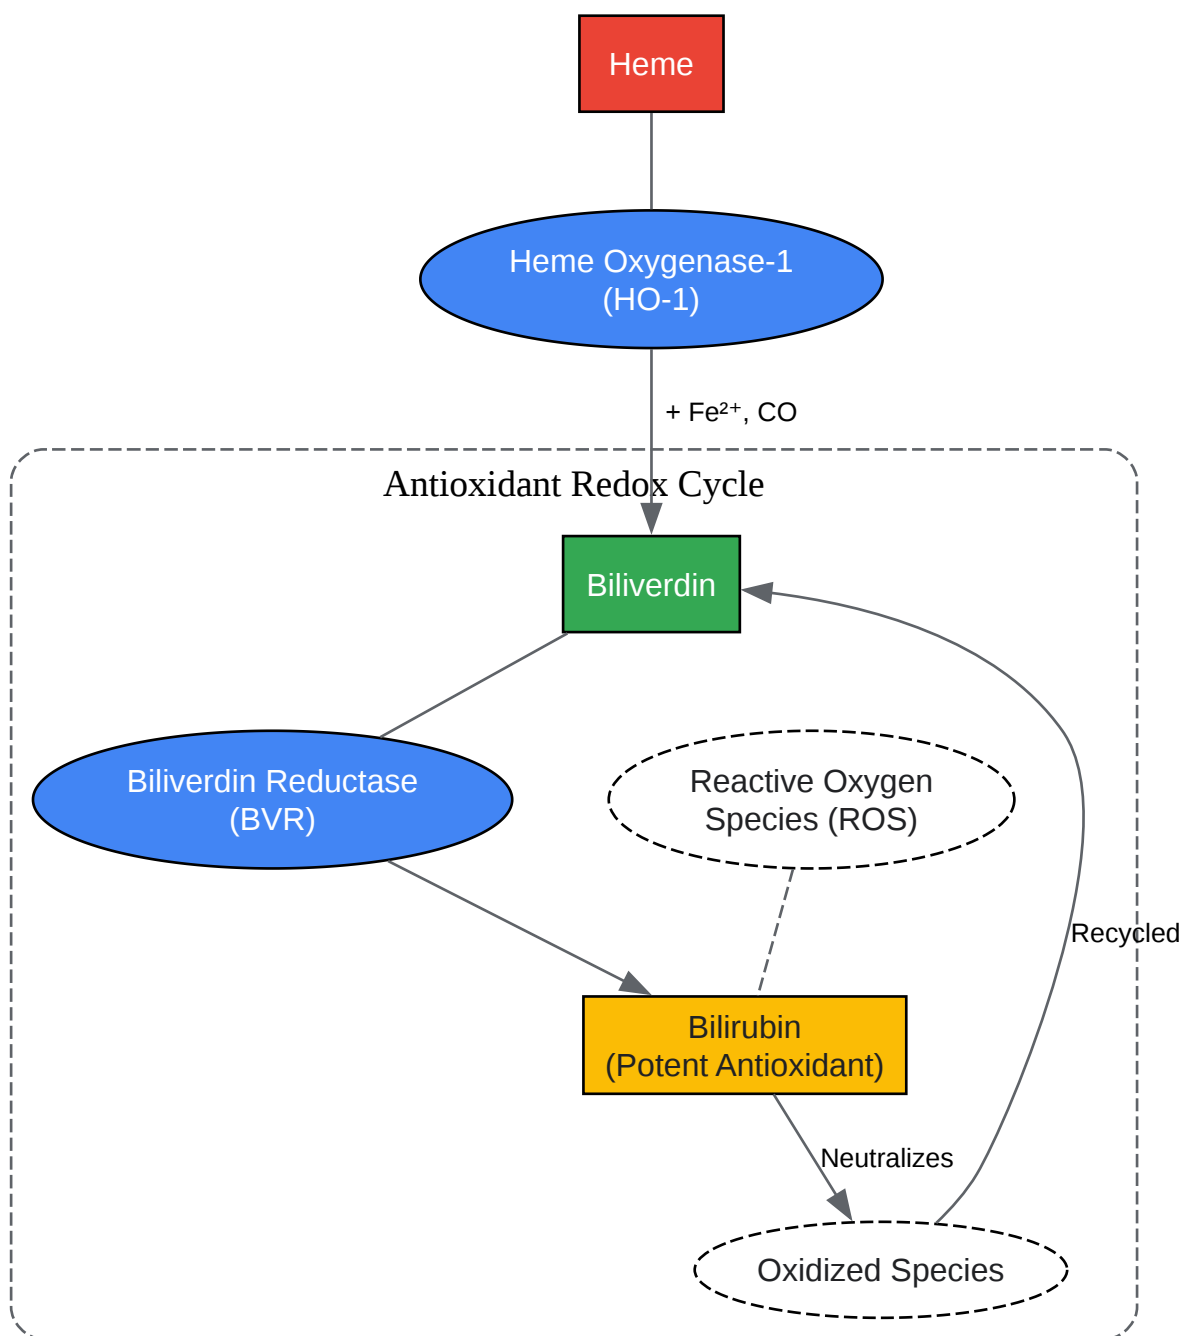 Heme
Heme Oxygenase-1
(HO-1)
+ Fe²⁺, CO
Antioxidant Redox Cycle
Biliverdin
Biliverdin Reductase
(BVR)
Reactive Oxygen
Species (ROS)
Recycled
Bilirubin
(Potent Antioxidant)
Neutralizes
Oxidized Species